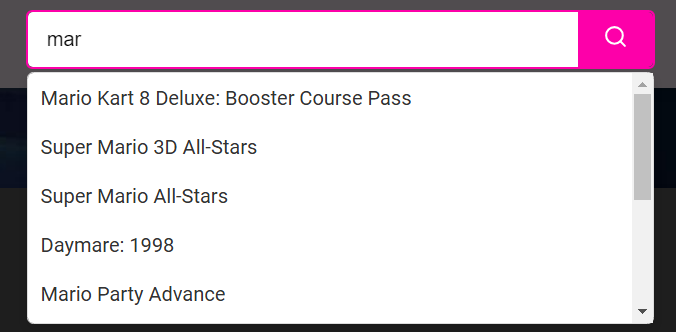 mar
Mario Kart 8 Deluxe: Booster Course Pass
Super Mario 3D All-Stars
Super Mario All-Stars
Daymare: 1998
Mario Party Advance